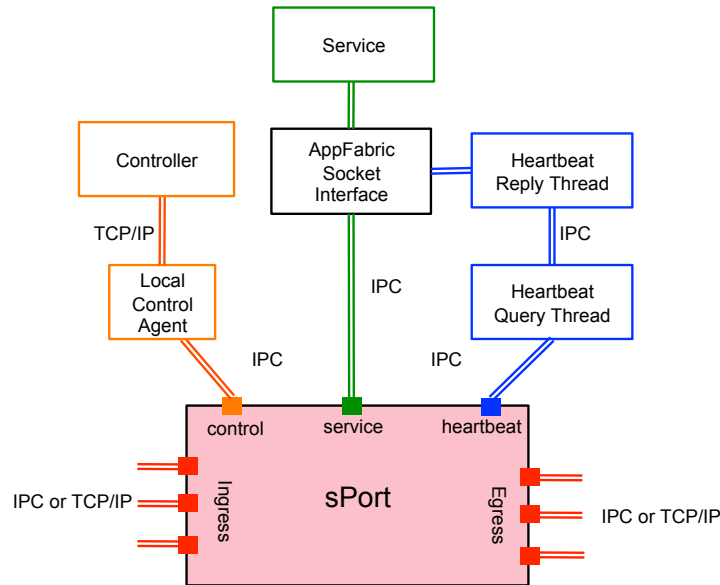 Service
Controller
AppFabric
Socket
Interface
Heartbeat
Reply Thread
TCP/IP
IPC
Local
Control
Agent
IPC
Heartbeat
Query Thread
IPC
IPC
control
service
heartbeat
Ingress
sPort
Egress
IPC or TCP/IP
IPC or TCP/IP